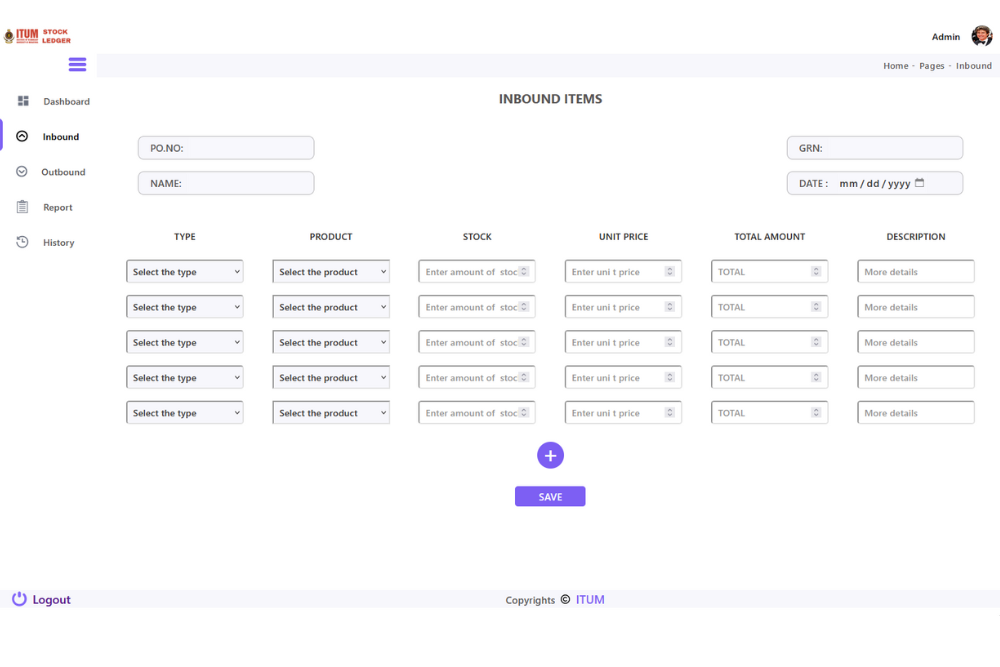 ITUM STOCK LEDGER
Admin
Home - Pages - Inbound
Dashboard
Inbound
Outbound
Report
History
INBOUND ITEMS
PO.NO:
GRN:
NAME:
DATE : mm / dd / yyyy
TYPE PRODUCT STOCK UNIT PRICE TOTAL AMOUNT DESCRIPTION
Select the type Select the product Enter amount of stoc Enter uni t price TOTAL More details
Select the type Select the product Enter amount of stoc Enter uni t price TOTAL More details
Select the type Select the product Enter amount of stoc Enter uni t price TOTAL More details
Select the type Select the product Enter amount of stoc Enter uni t price TOTAL More details
Select the type Select the product Enter amount of stoc Enter uni t price TOTAL More details
+
SAVE
Logout
Copyrights © ITUM